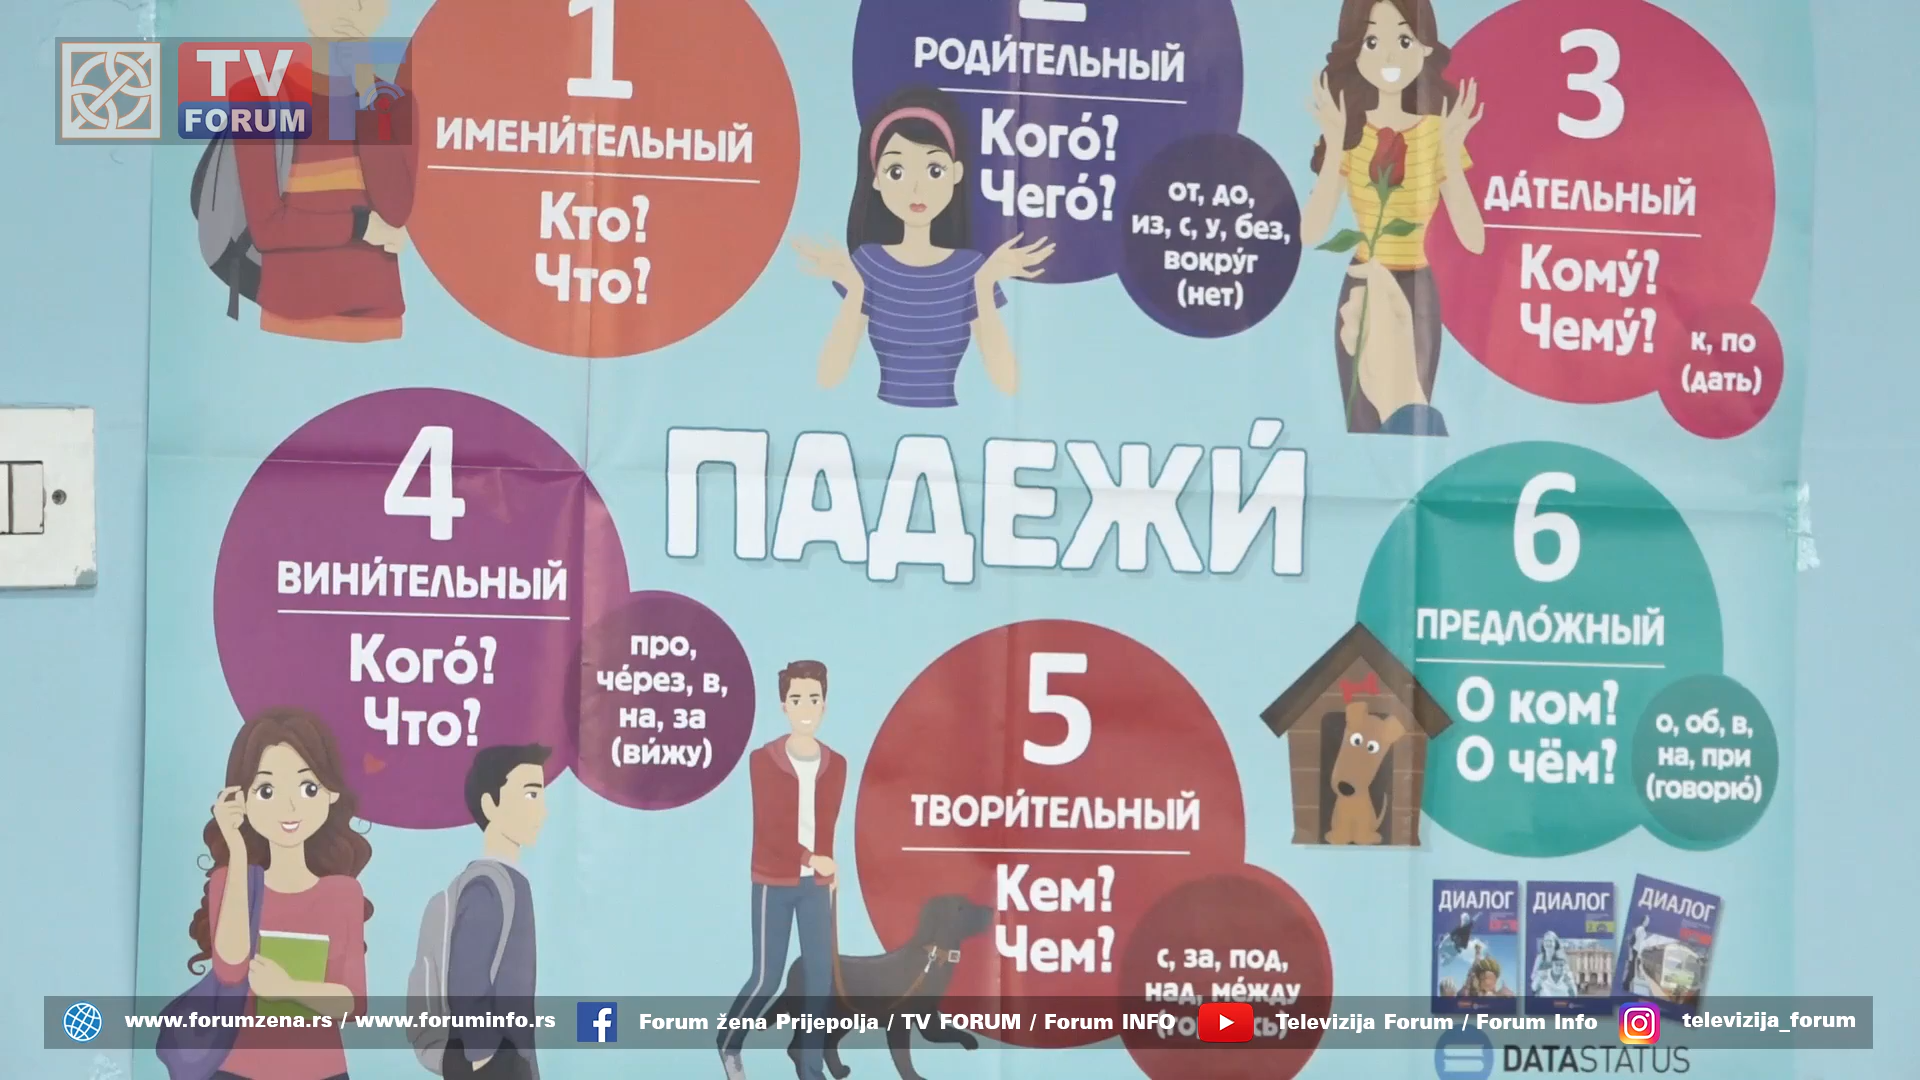 TV
FORUM
1
ИМЕНИ́ТЕЛЬНЫЙ
Кто?
Что?
2
РОДИ́ТЕЛЬНЫЙ
Кого́?
Чего́?
от, до,
из, с, у, без,
вокру́г
(нет)
3
ДА́ТЕЛЬНЫЙ
Кому́?
Чему́?
к, по
(дать)
ПАДЕЖИ́
4
ВИНИ́ТЕЛЬНЫЙ
Кого́?
Что?
про,
че́рез, в,
на, за
(ви́жу)
5
ТВОРИ́ТЕЛЬНЫЙ
Кем?
Чем?
с, за, под,
над, ме́жду
6
ПРЕДЛО́ЖНЫЙ
О ком?
О чём?
о, об, в,
на, при
(говорю́)
ДИАЛОГ
ДИАЛОГ
ДИАЛОГ
www.forumzena.rs / www.foruminfo.rs
Forum žena Prijepolja / TV FORUM / Forum INFO
Televizija Forum / Forum Info
televizija_forum
DATASTATUS